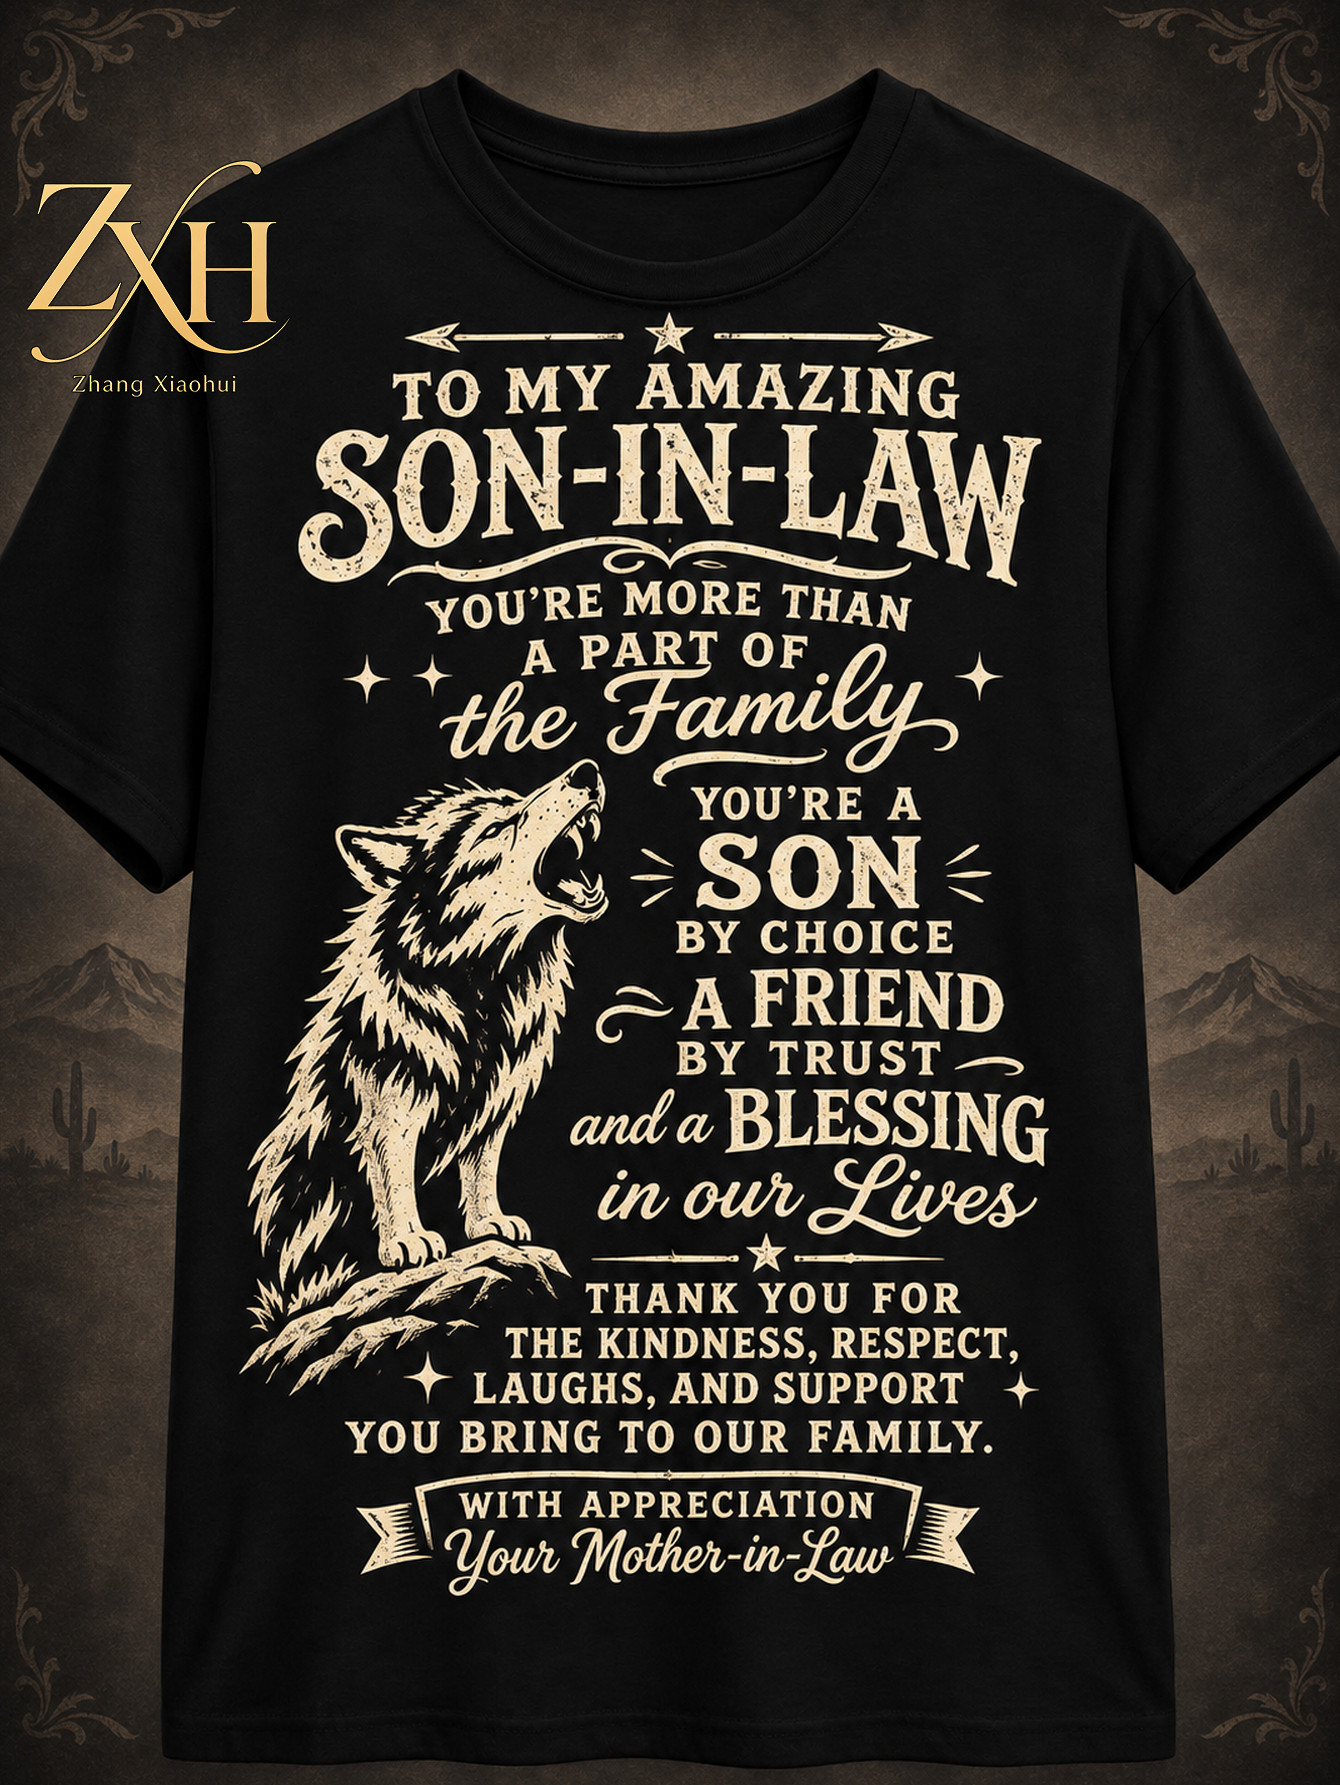 ZXH
Zhang Xiaohui
TO MY AMAZING
SON-IN-LAW
YOU'RE MORE THAN
A PART OF
the Family
YOU'RE A
SON
BY CHOICE
A FRIEND
BY TRUST
and a BLESSING
in our Lives
THANK YOU FOR
THE KINDNESS, RESPECT,
LAUGHS, AND SUPPORT
YOU BRING TO OUR FAMILY.
WITH APPRECIATION
Your Mother-in-Law